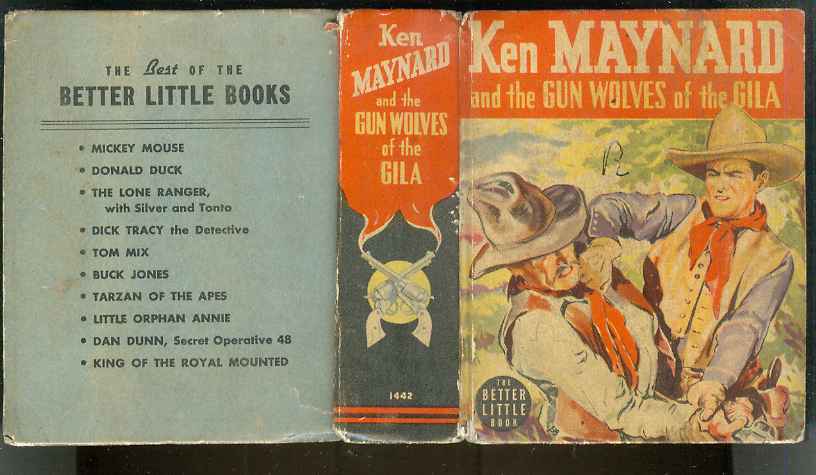 THE Best OF THE
BETTER LITTLE BOOKS
• MICKEY MOUSE
• DONALD DUCK
• THE LONE RANGER,
with Silver and Tonto
• DICK TRACY the Detective
• TOM MIX
• BUCK JONES
• TARZAN OF THE APES
• LITTLE ORPHAN ANNIE
• DAN DUNN, Secret Operative 48
• KING OF THE ROYAL MOUNTED
Ken
MAYNARD
and the
GUN WOLVES
of the
GILA
1442
Ken MAYNARD
and the GUN WOLVES of the GILA
THE
BETTER
LITTLE
BOOK